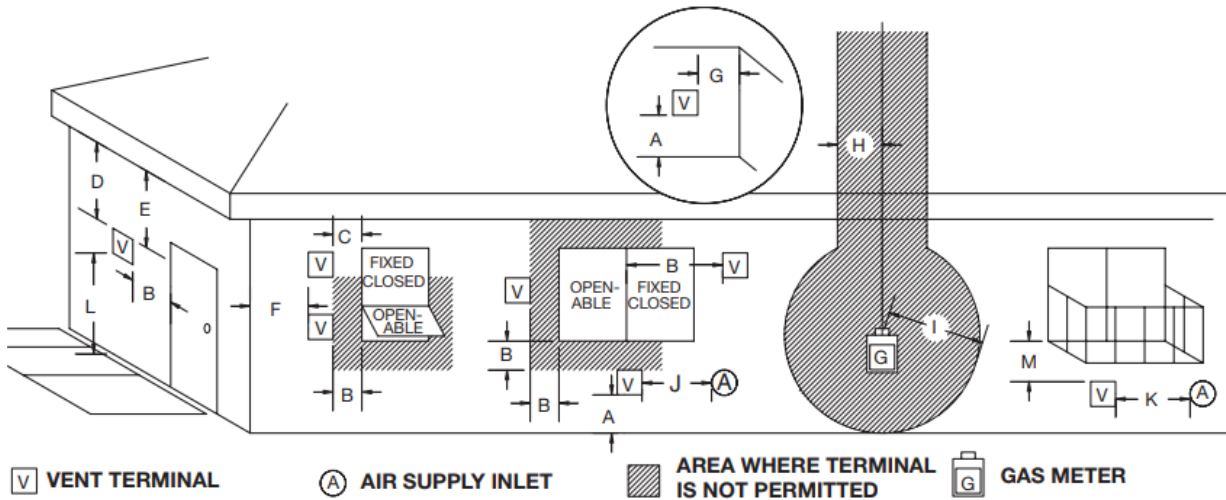 G
V
A
H
D
E
C
V
V
FIXED
CLOSED
B
V
OPEN-
ABLE
FIXED
CLOSED
V
B
L
F
V
OPEN-
ABLE
I
G
B
M
V
J
A
V
K
A
B
B
A
V VENT TERMINAL
A AIR SUPPLY INLET
AREA WHERE TERMINAL
IS NOT PERMITTED
G GAS METER